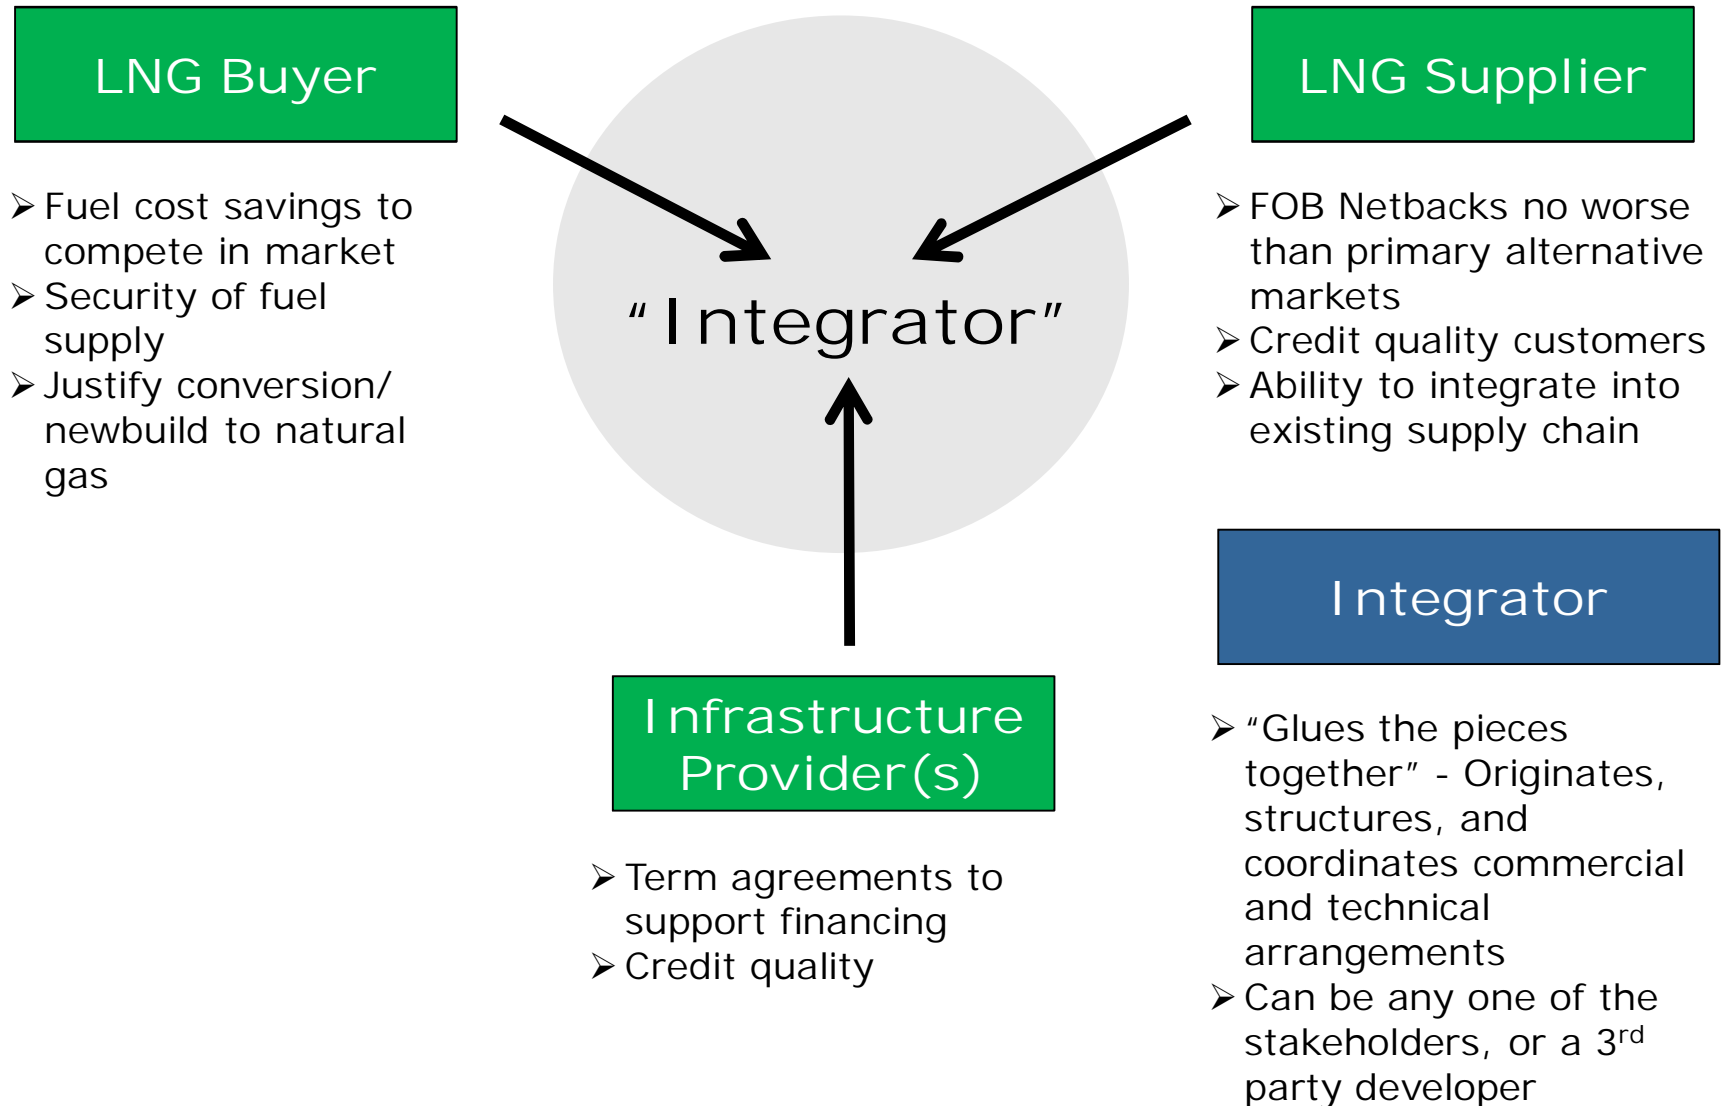 LNG Buyer
➢ Fuel cost savings to
compete in market
➢ Security of fuel
supply
➢ Justify conversion/
newbuild to natural
gas
“Integrator”
LNG Supplier
➢ FOB Netbacks no worse
than primary alternative
markets
➢ Credit quality customers
➢ Ability to integrate into
existing supply chain
Infrastructure
Provider(s)
➢ Term agreements to
support financing
➢ Credit quality
Integrator
➢ “Glues the pieces
together” - Originates,
structures, and
coordinates commercial
and technical
arrangements
➢ Can be any one of the
stakeholders, or a 3rd
party developer